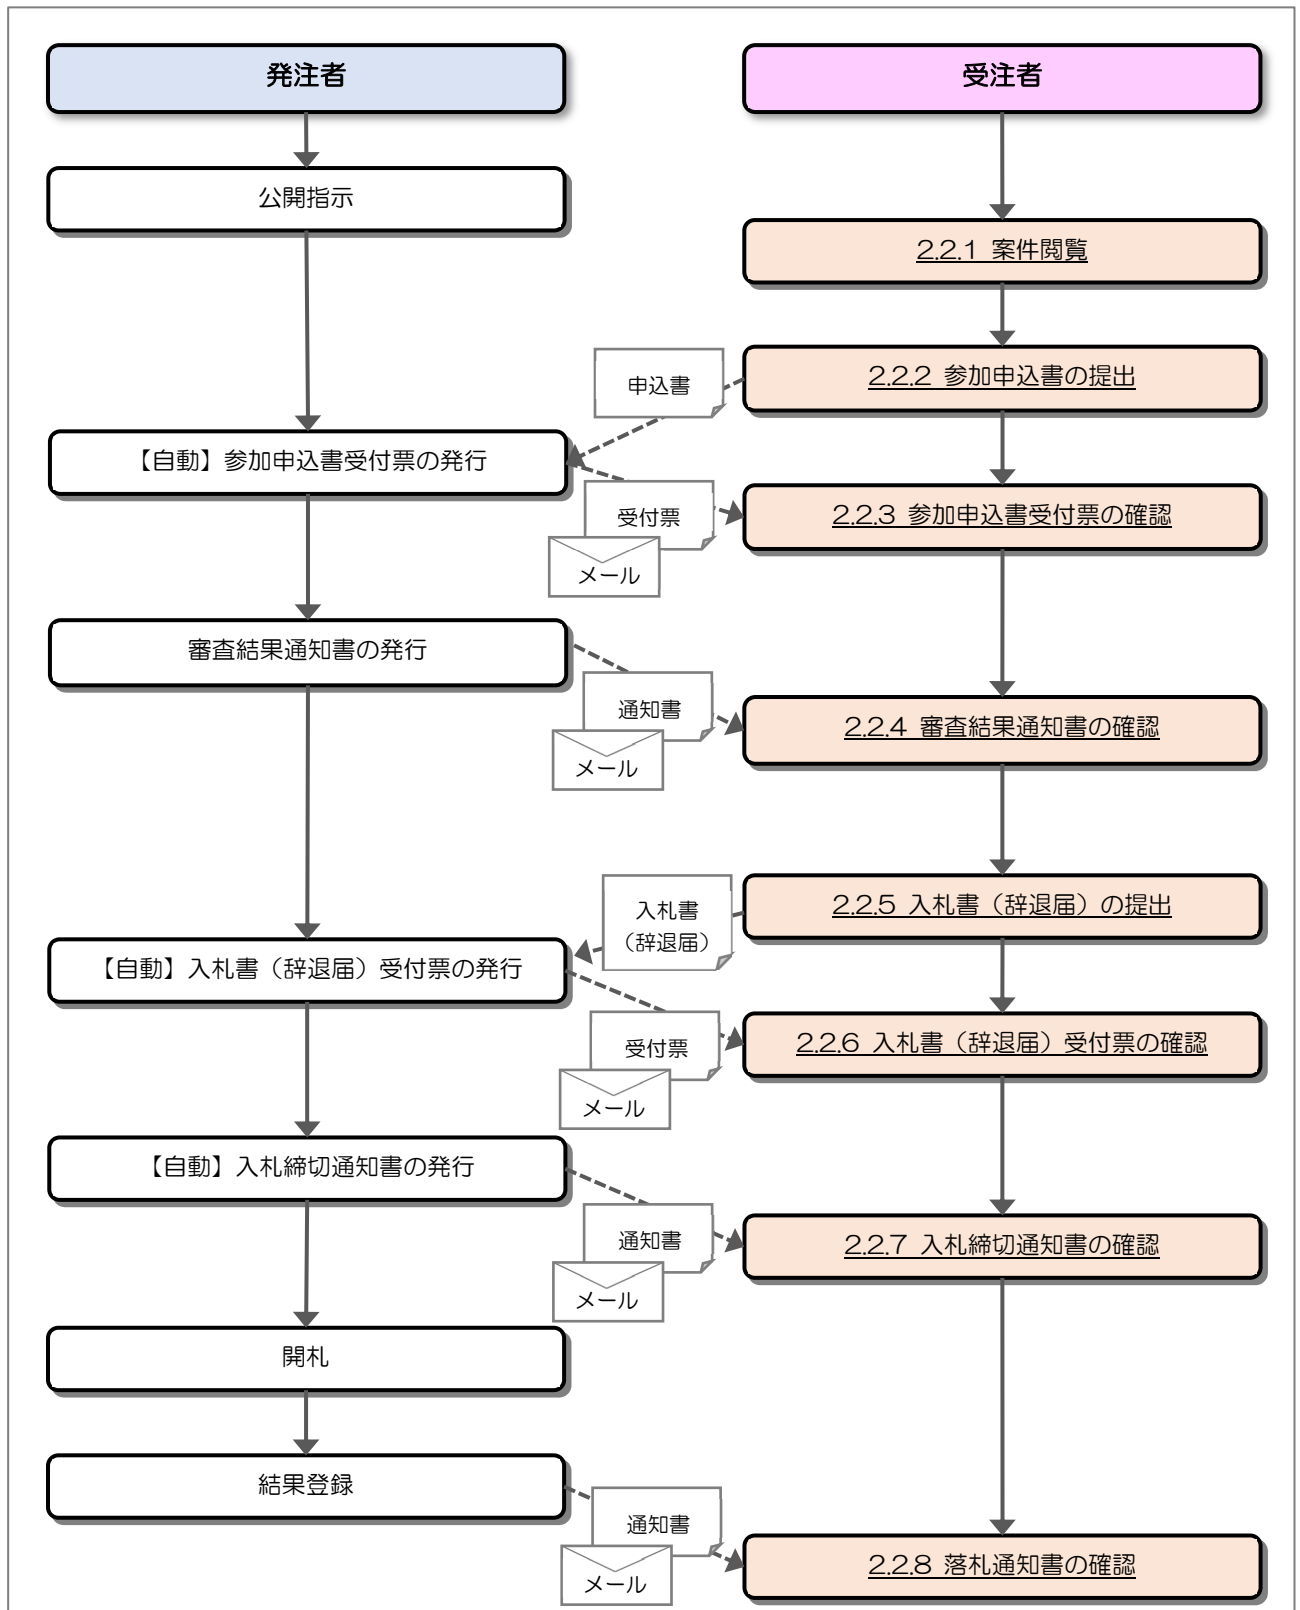 発注者
受注者
公開指示
2.2.1 案件閲覧
申込書
2.2.2 参加申込書の提出
【自動】参加申込書受付票の発行
受付票
メール
2.2.3 参加申込書受付票の確認
審査結果通知書の発行
通知書
メール
2.2.4 審査結果通知書の確認
入札書
（辞退届）
2.2.5 入札書（辞退届）の提出
【自動】入札書（辞退届）受付票の発行
受付票
メール
2.2.6 入札書（辞退届）受付票の確認
【自動】入札締切通知書の発行
通知書
メール
2.2.7 入札締切通知書の確認
開札
結果登録
通知書
メール
2.2.8 落札通知書の確認